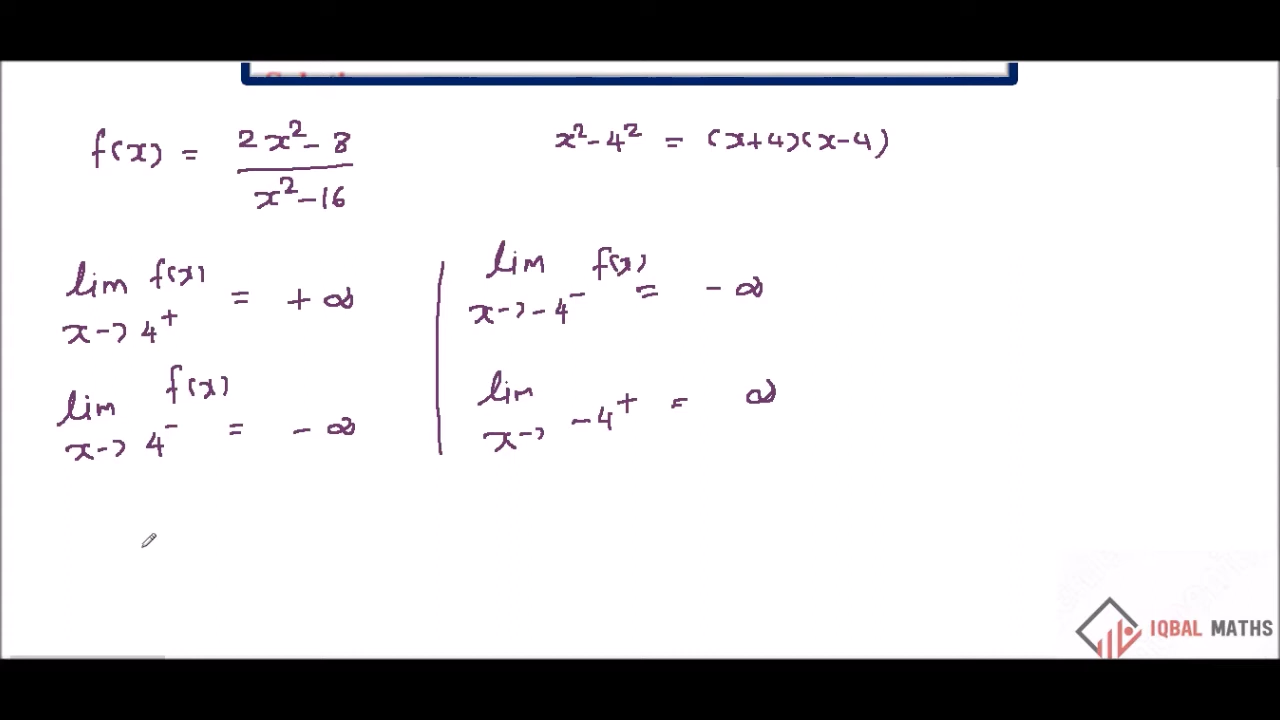 f(x) = 2x² - 8 / x² - 16
x² - 4² = (x+4)(x-4)
lim x→4⁺ f(x) = +∞
lim x→4⁻ f(x) = -∞
lim x→-4⁻ f(x) = -∞
lim x→ -4⁺ = ∞
IQBAL MATHS